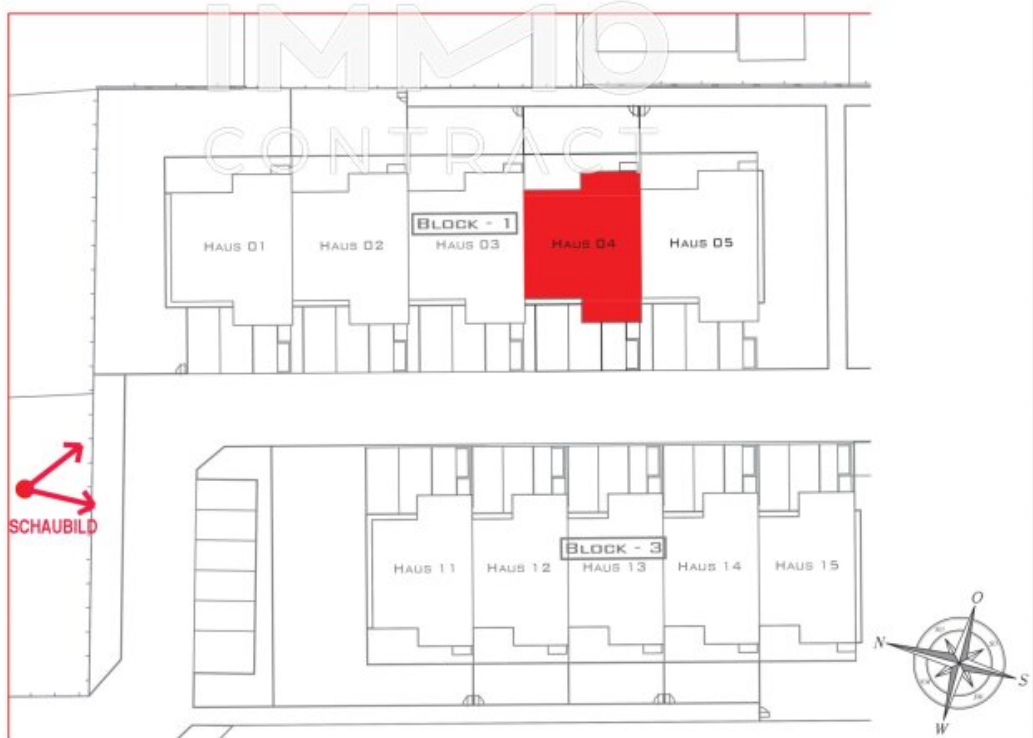 IMMO
CONTRACT
BLOCK - 1
HAUS 01
HAUS 02
HAUS 03
HAUS 04
HAUS 05
SCHAUBILD
BLOCK - 3
HAUS 11
HAUS 12
HAUS 13
HAUS 14
HAUS 15
O
N
S
W